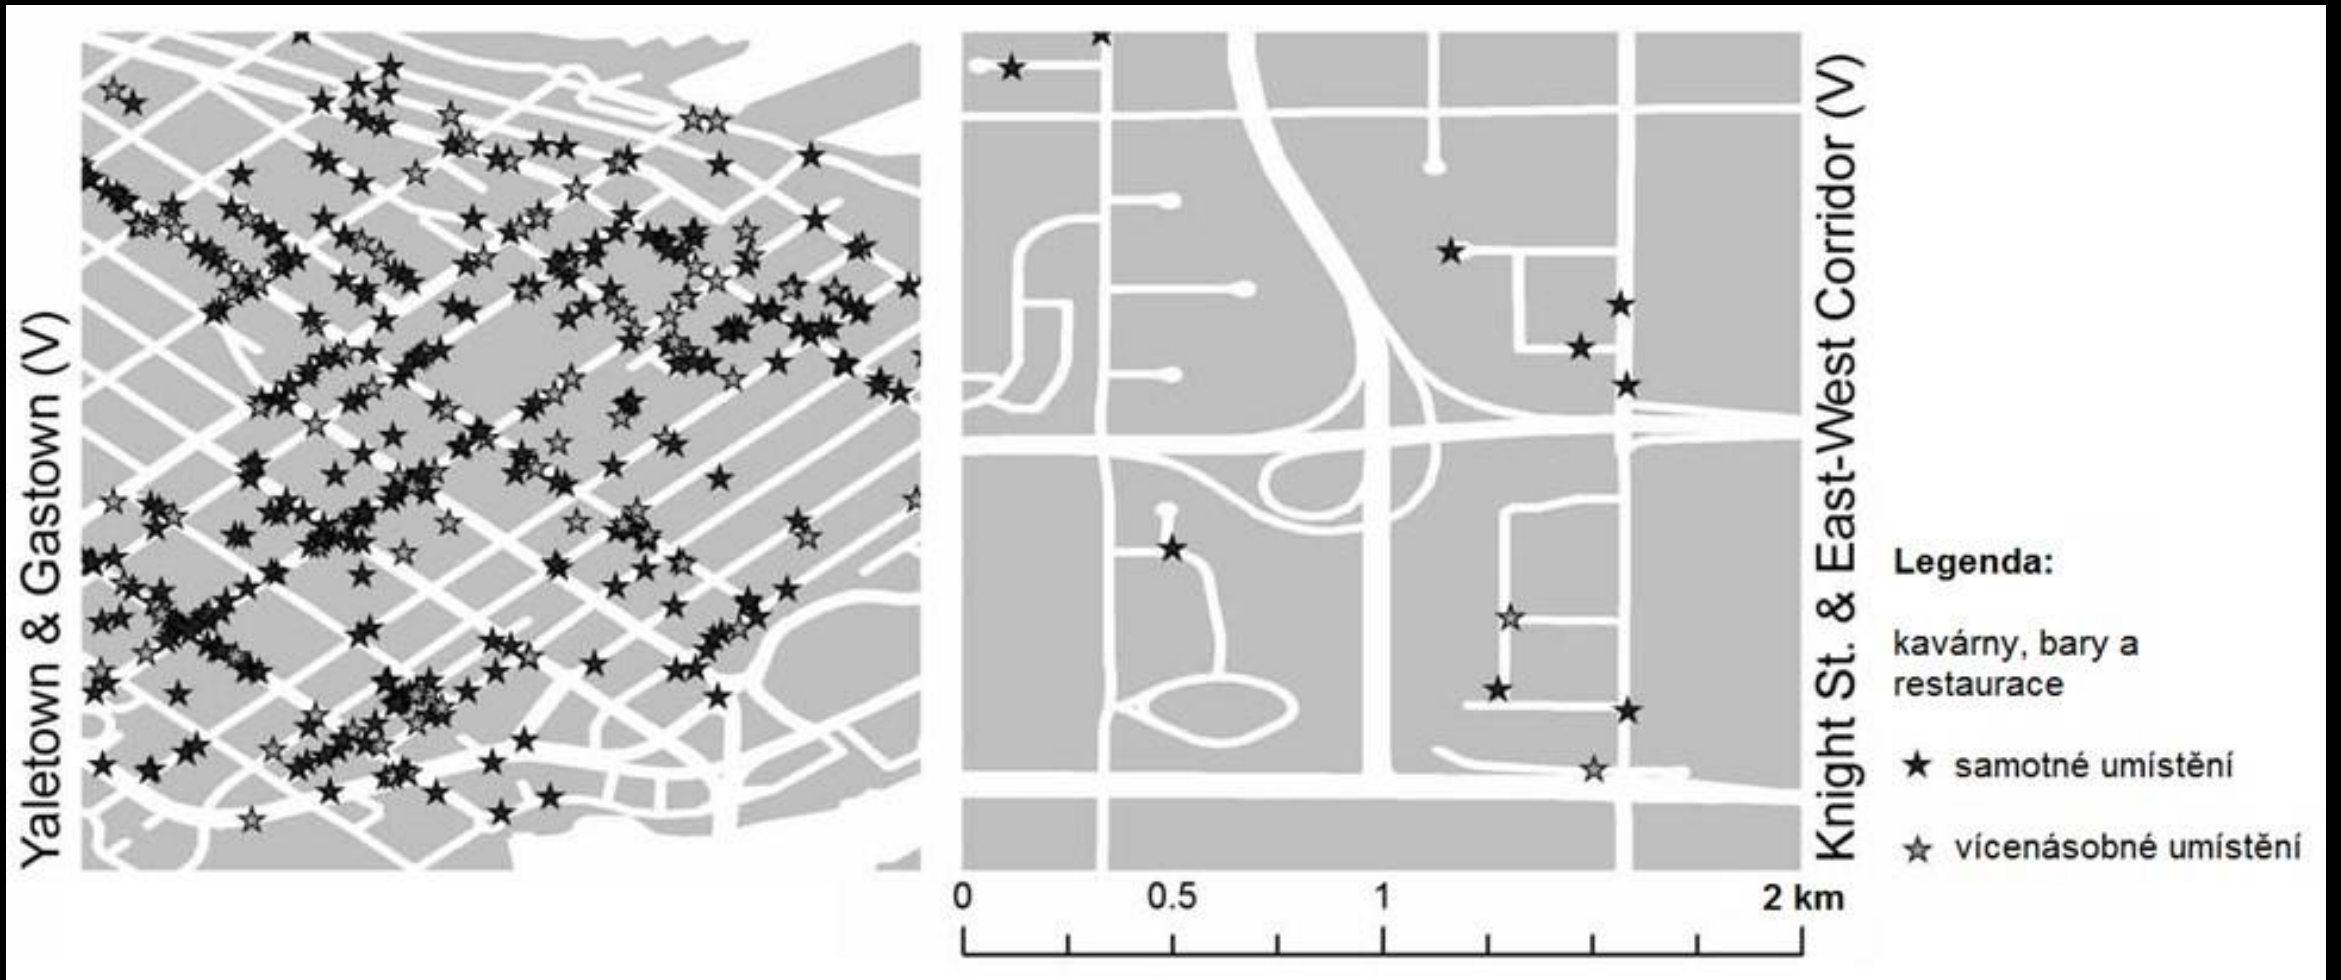 Yaletown & Gastown (V)
Knight St. & East-West Corridor (V)
Legenda:
kavárny, bary a
restaurace
samotné umístění
vícenásobné umístění
0 0.5 1 2 km